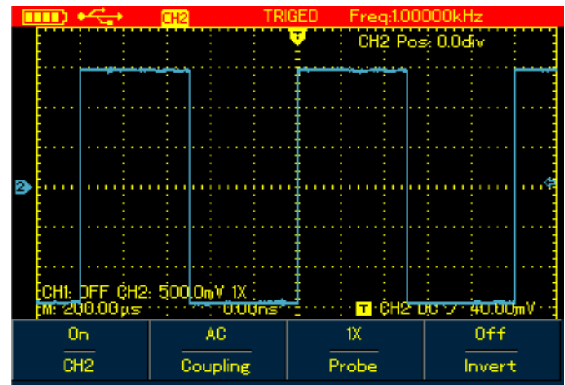 CH2 TRIGED Freq:1.00000kHz
T
CH2 Pos: 0.0div
2
CH1: OFF CH2: 500.0mV 1X
M: 200.00μs 0.00ns T CH2 DC 40.00mV
On AC 1X Off
CH2 Coupling Probe Invert